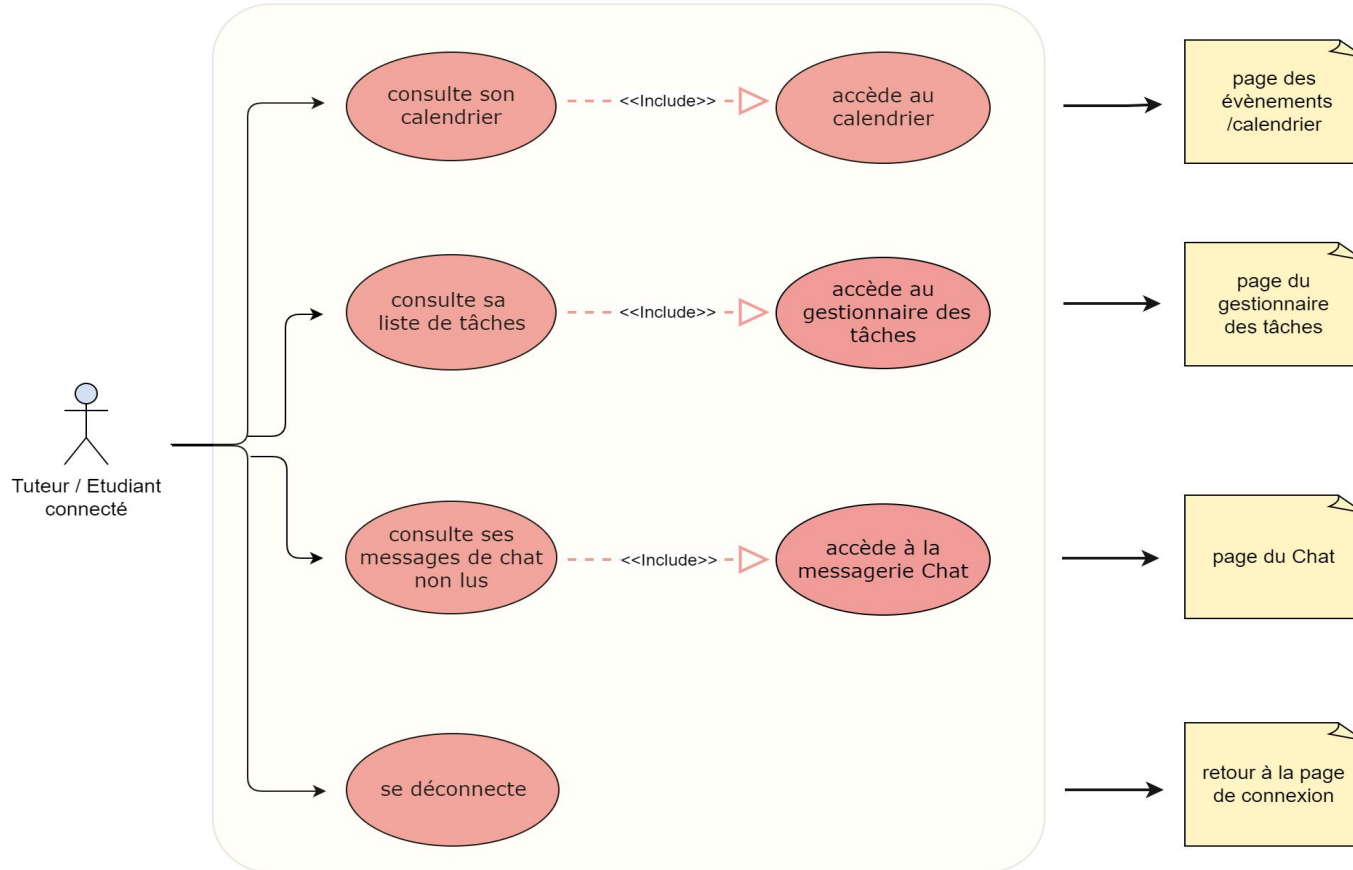 consulte son
calendrier
<<Include>>
accède au
calendrier
page des
évènements
/calendrier
consulte sa
liste de tâches
<<Include>>
accède au
gestionnaire des
tâches
page du
gestionnaire
des tâches
Tuteur / Etudiant
connecté
consulte ses
messages de chat
non lus
<<Include>>
accède à la
messagerie Chat
page du Chat
se déconnecte
retour à la page
de connexion